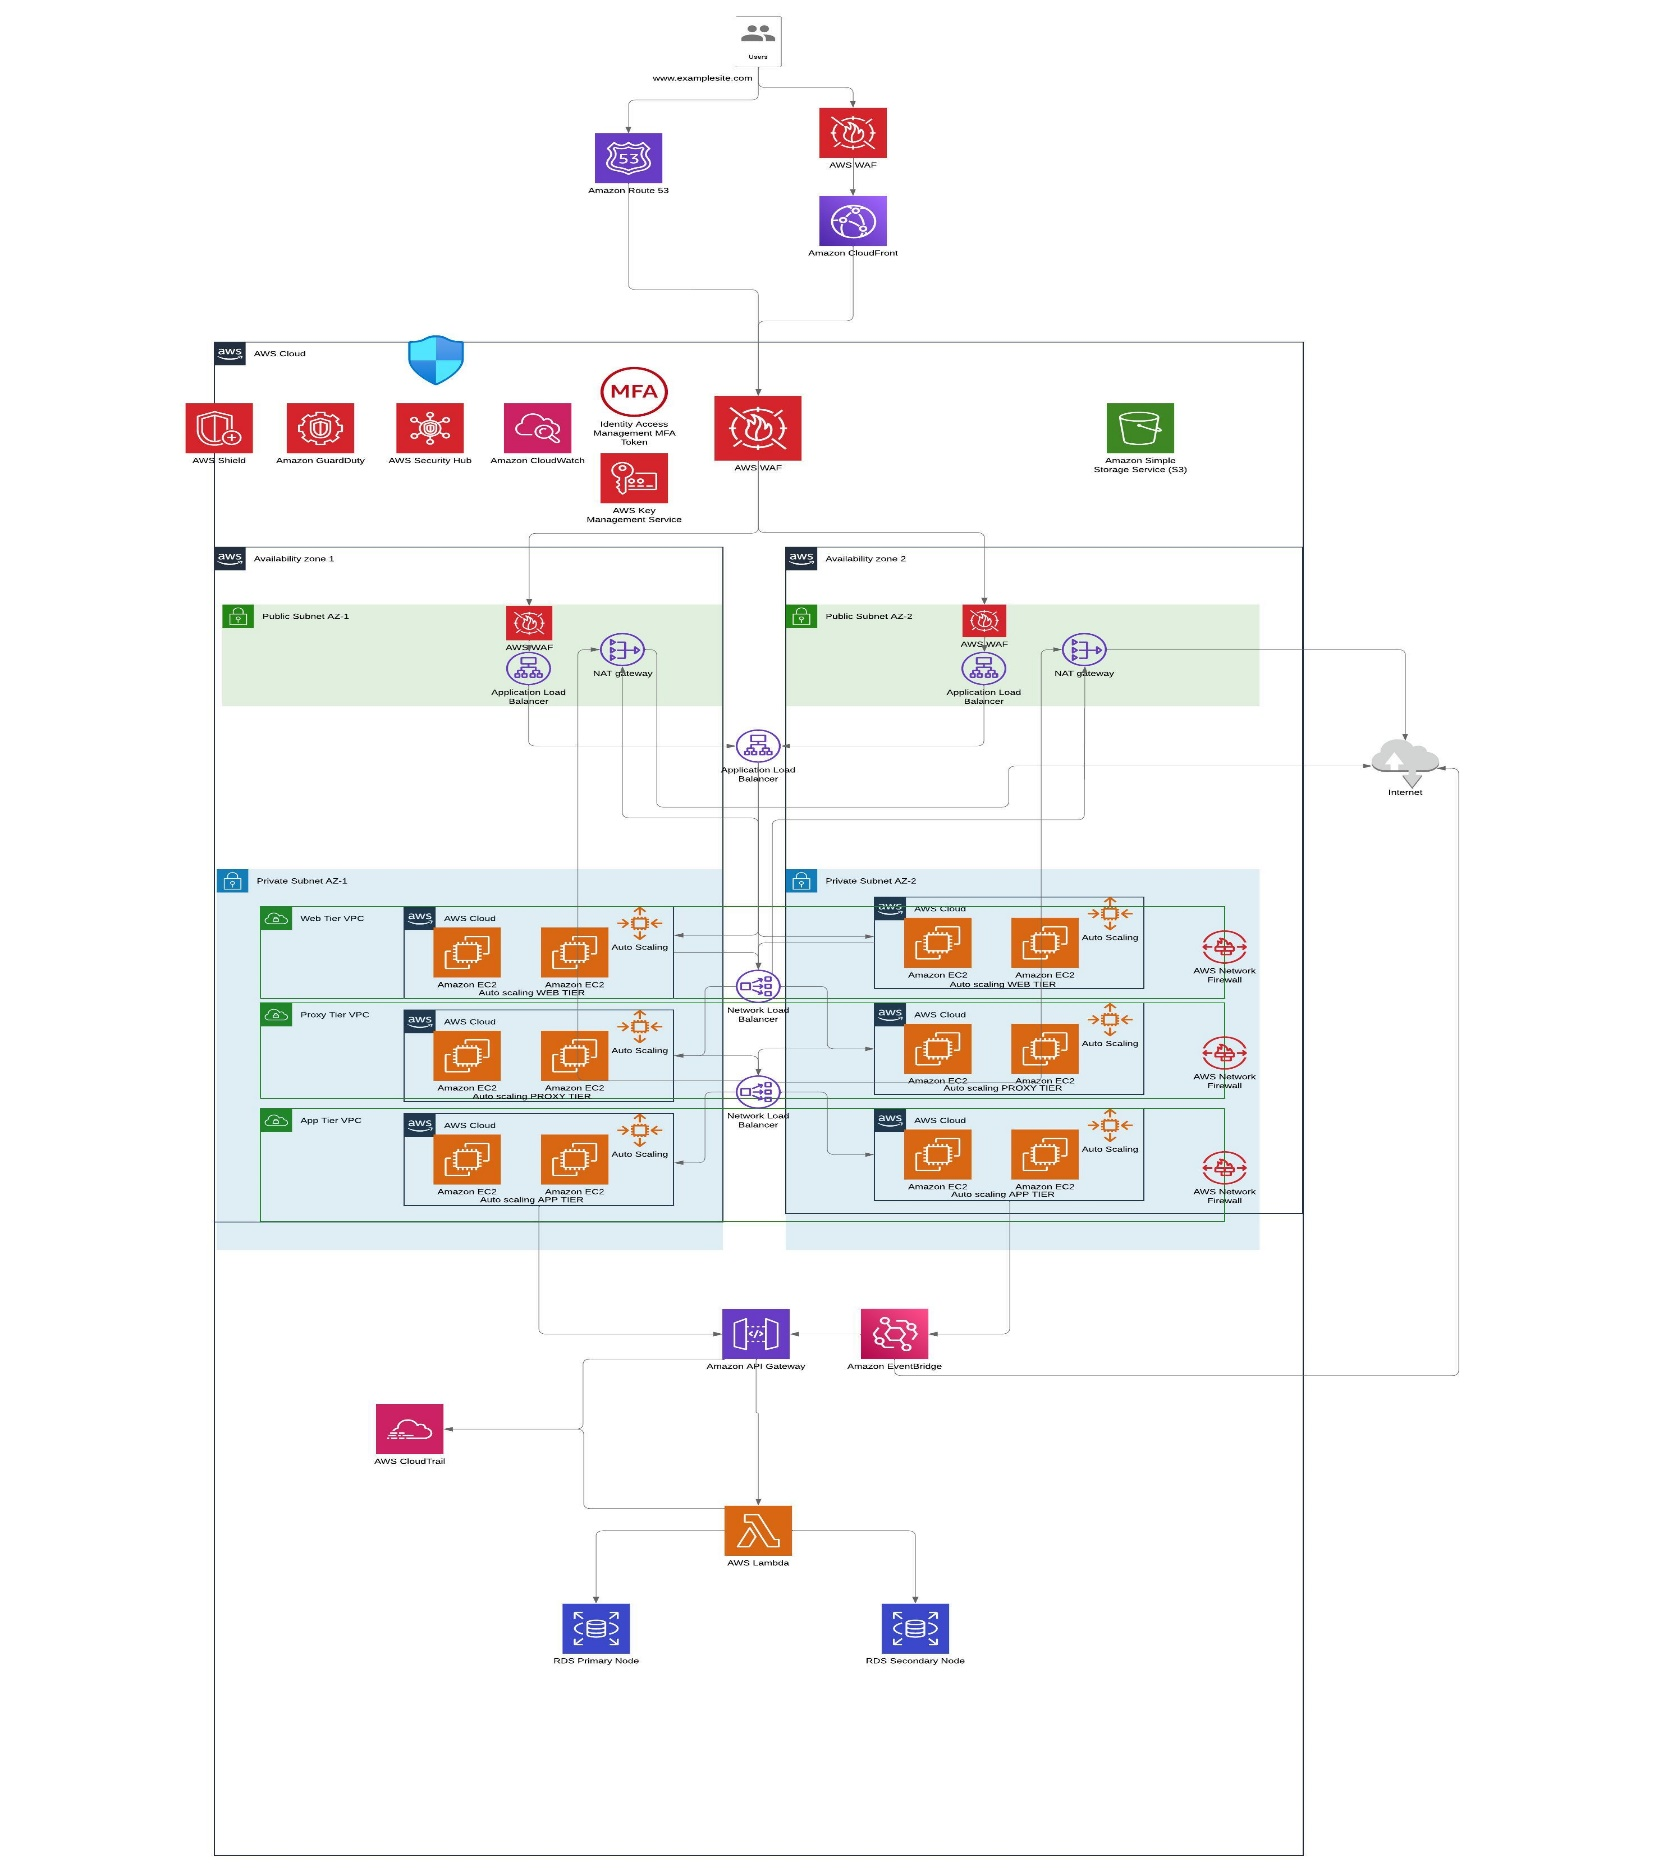 Users
www.examplesite.com
AWS WAF
53
Amazon Route 53
Amazon CloudFront
aws
AWS Cloud
MFA
Identity Access
Management MFA
Token
AWS Shield
Amazon GuardDuty
AWS Security Hub
Amazon CloudWatch
AWS WAF
Amazon Simple
Storage Service (S3)
AWS Key
Management Service
aws
Availability zone 1
aws
Availability zone 2
Public Subnet AZ-1
AWS WAF
NAT gateway
Application Load
Balancer
Public Subnet AZ-2
AWS WAF
NAT gateway
Application Load
Balancer
Application Load
Balancer
Internet
Private Subnet AZ-1
Private Subnet AZ-2
Web Tier VPC
aws
AWS Cloud
Auto Scaling
Amazon EC2
Amazon EC2
Auto scaling WEB TIER
aws
AWS Cloud
Auto Scaling
Amazon EC2
Amazon EC2
Auto scaling WEB TIER
AWS Network
Firewall
Network Load
Balancer
Proxy Tier VPC
aws
AWS Cloud
Auto Scaling
Amazon EC2
Amazon EC2
Auto scaling PROXY TIER
aws
AWS Cloud
Auto Scaling
Amazon EC2
Amazon EC2
Auto scaling PROXY TIER
AWS Network
Firewall
Network Load
Balancer
App Tier VPC
aws
AWS Cloud
Auto Scaling
Amazon EC2
Amazon EC2
Auto scaling APP TIER
aws
AWS Cloud
Auto Scaling
Amazon EC2
Amazon EC2
Auto scaling APP TIER
AWS Network
Firewall
</>
Amazon API Gateway
Amazon EventBridge
AWS CloudTrail
AWS Lambda
RDS Primary Node
RDS Secondary Node